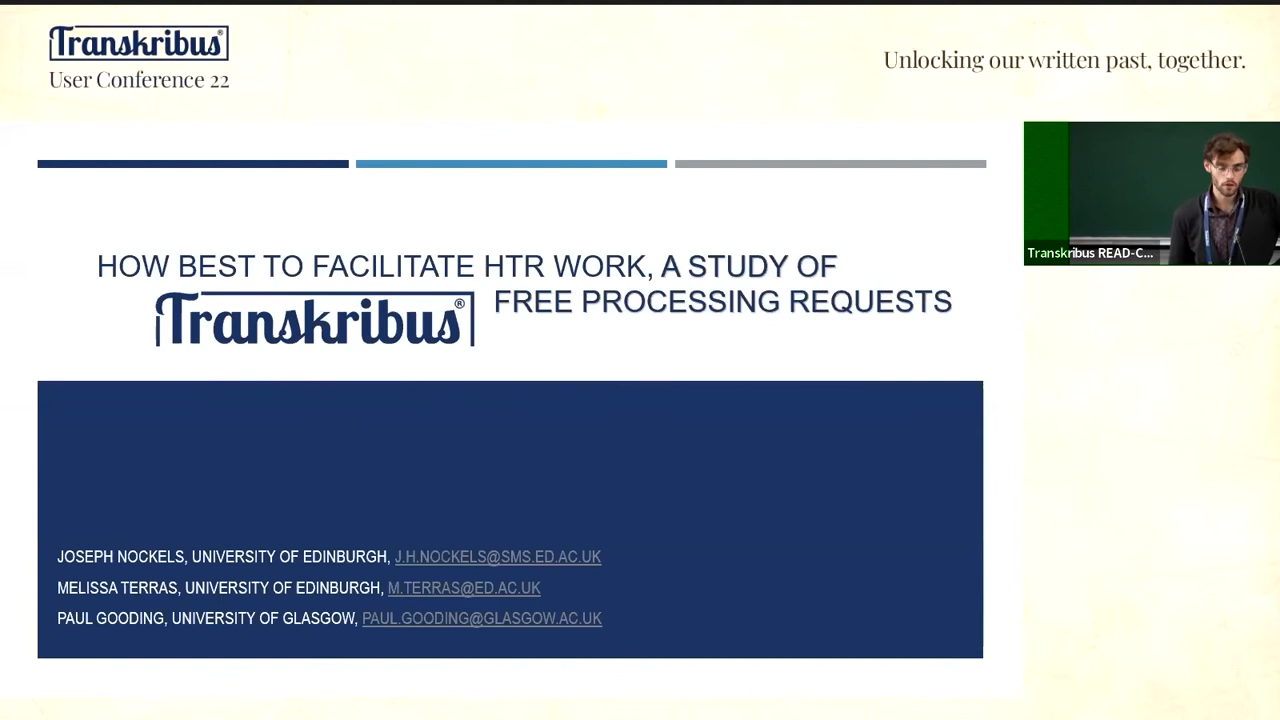 Transkribus®
User Conference 22
Unlocking our written past, together.
Transkribus READ-C...
HOW BEST TO FACILITATE HTR WORK, A STUDY OF
Transkribus® FREE PROCESSING REQUESTS
JOSEPH NOCKELS, UNIVERSITY OF EDINBURGH, J.H.NOCKELS@SMS.ED.AC.UK
MELISSA TERRAS, UNIVERSITY OF EDINBURGH, M.TERRAS@ED.AC.UK
PAUL GOODING, UNIVERSITY OF GLASGOW, PAUL.GOODING@GLASGOW.AC.UK